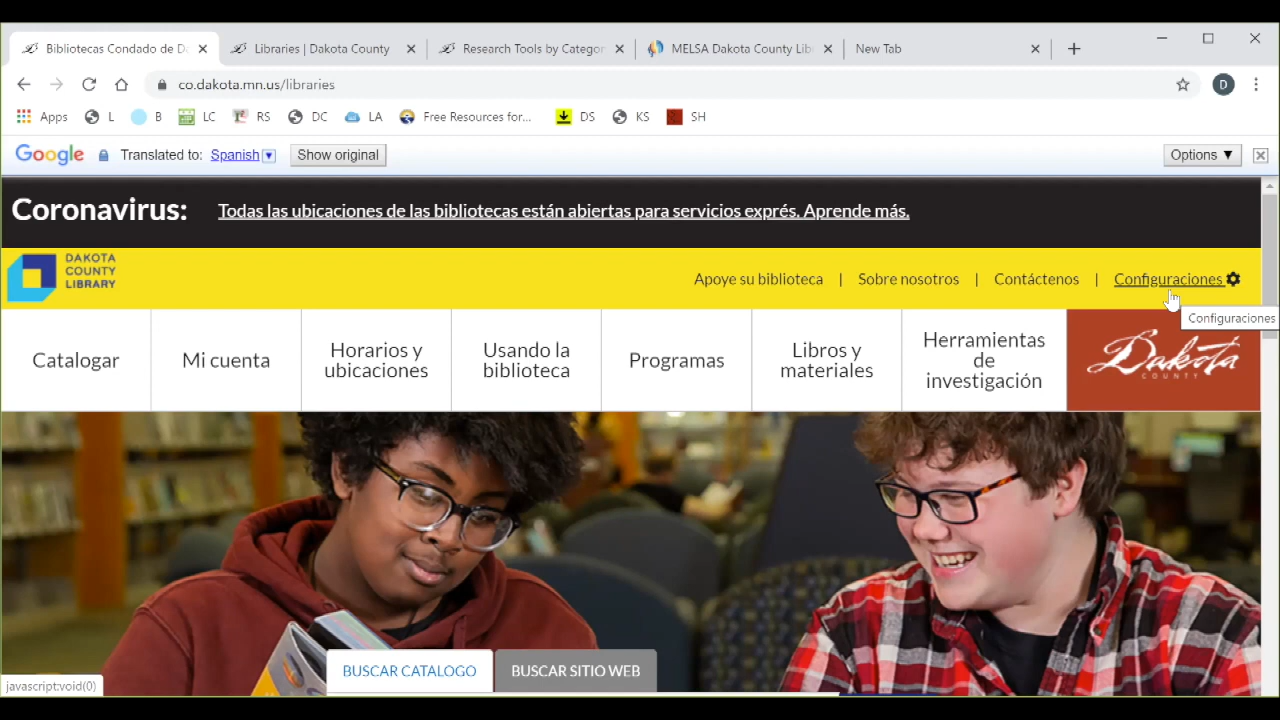 Bibliotecas Condado de Da
Libraries | Dakota County
Research Tools by Categor
MELSA Dakota County Lib
New Tab
co.dakota.mn.us/libraries
D
Apps
L
B
LC
RS
DC
LA
Free Resources for...
DS
KS
SH
Google
Translated to: Spanish
Show original
Options ▼
Coronavirus:
Todas las ubicaciones de las bibliotecas están abiertas para servicios exprés. Aprende más.
DAKOTA
COUNTY
LIBRARY
Apoye su biblioteca | Sobre nosotros | Contáctenos | Configuraciones
Configuraciones
Catalogar
Mi cuenta
Horarios y
ubicaciones
Usando la
biblioteca
Programas
Libros y
materiales
Herramientas
de
investigación
Dakota
COUNTY
BUSCAR CATALOGO
BUSCAR SITIO WEB
javascript:void(0)